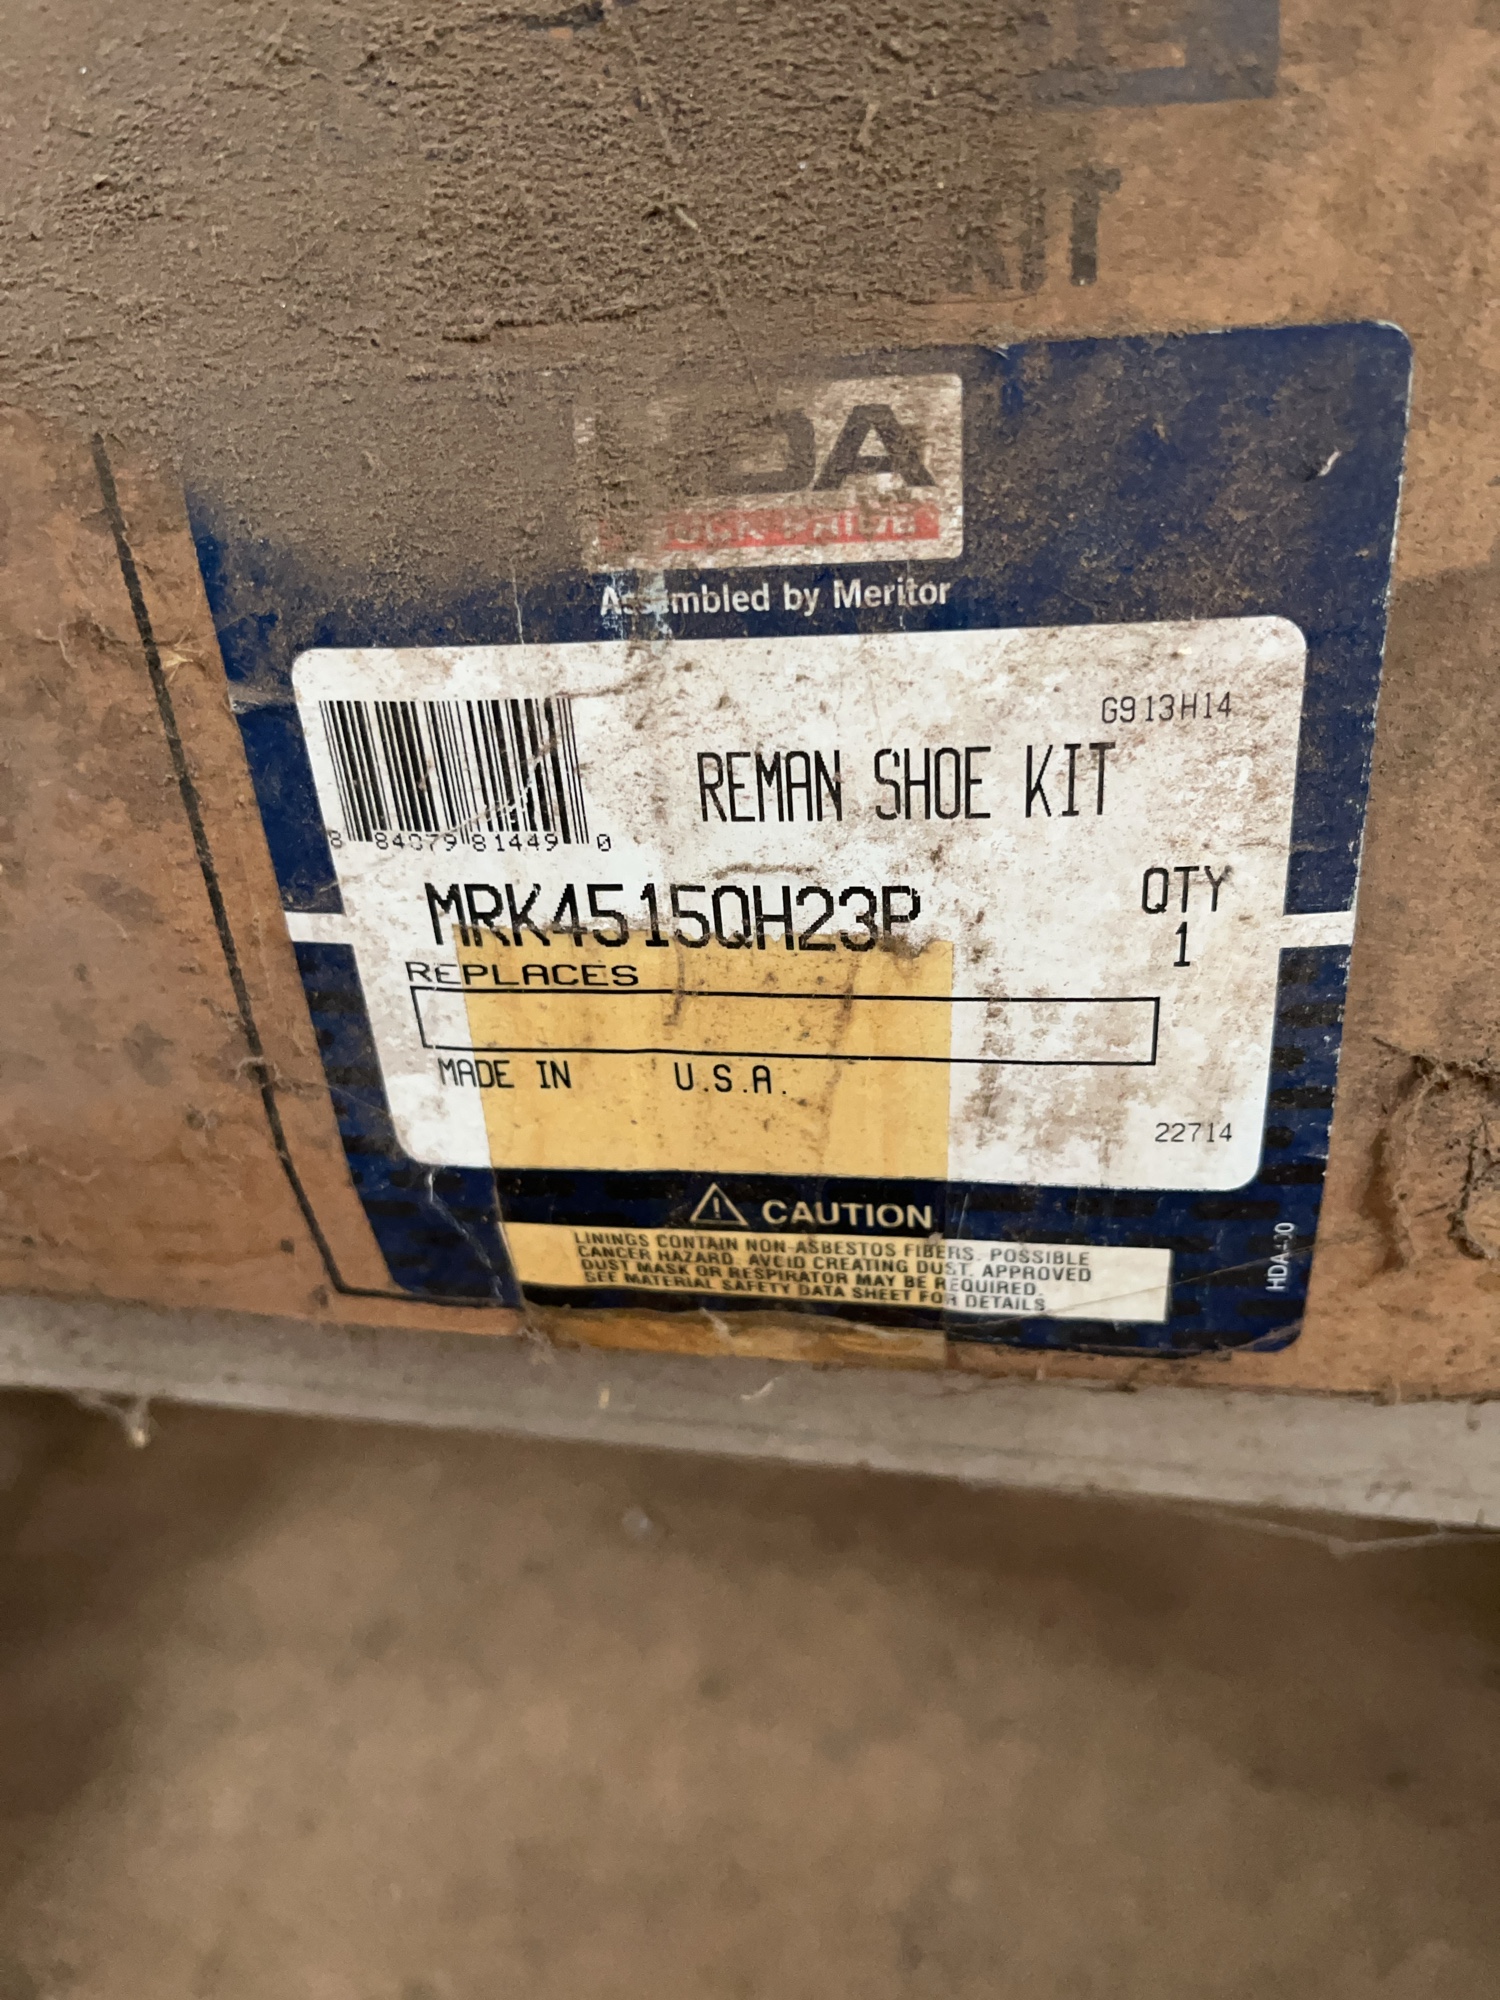 KIT
DA
Assembled by Meritor
G913H14
REMAN SHOE KIT
8 84079 81449 0
MRK4515QH23P
QTY
1
REPLACES
MADE IN U.S.A.
22714
CAUTION
LININGS CONTAIN NON-ASBESTOS FIBERS. POSSIBLE
CANCER HAZARD. AVOID CREATING DUST. APPROVED
DUST MASK OR RESPIRATOR MAY BE REQUIRED.
SEE MATERIAL SAFETY DATA SHEET FOR DETAILS.